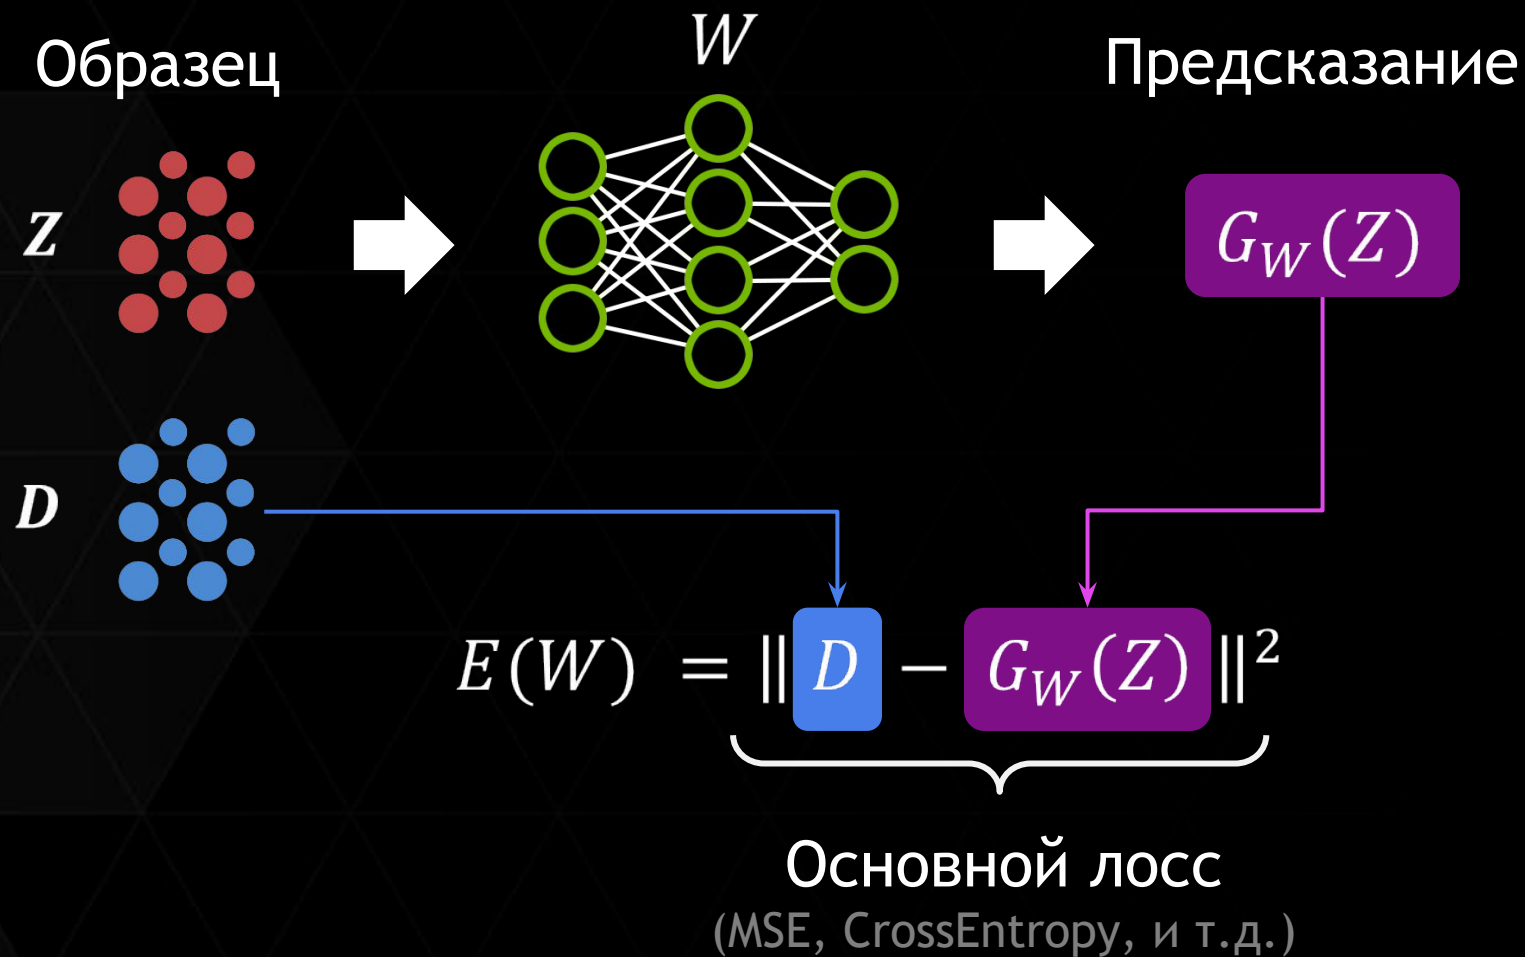 Образец
W
Предсказание
Z
G_W(Z)
D
E(W) = ||D − G_W(Z)||²
Основной лосс
(MSE, CrossEntropy, и т.д.)